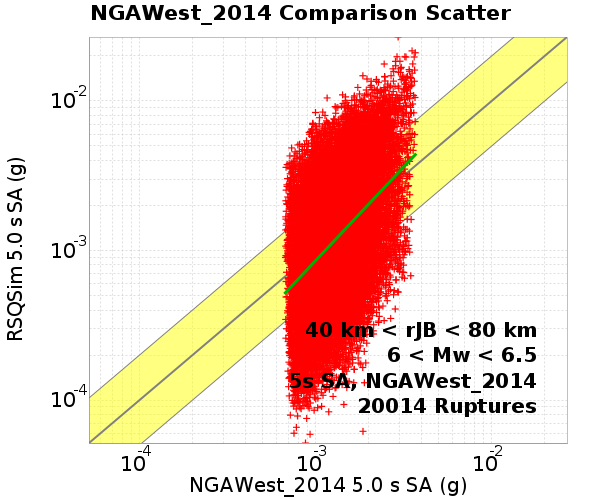 NGAWest_2014 Comparison Scatter
RSQSim 5.0 s SA (g)
10-2
10-3
10-4
40 km < rJB < 80 km
6 < Mw < 6.5
5s SA, NGAWest_2014
20014 Ruptures
10-4
10-3
10-2
NGAWest_2014 5.0 s SA (g)